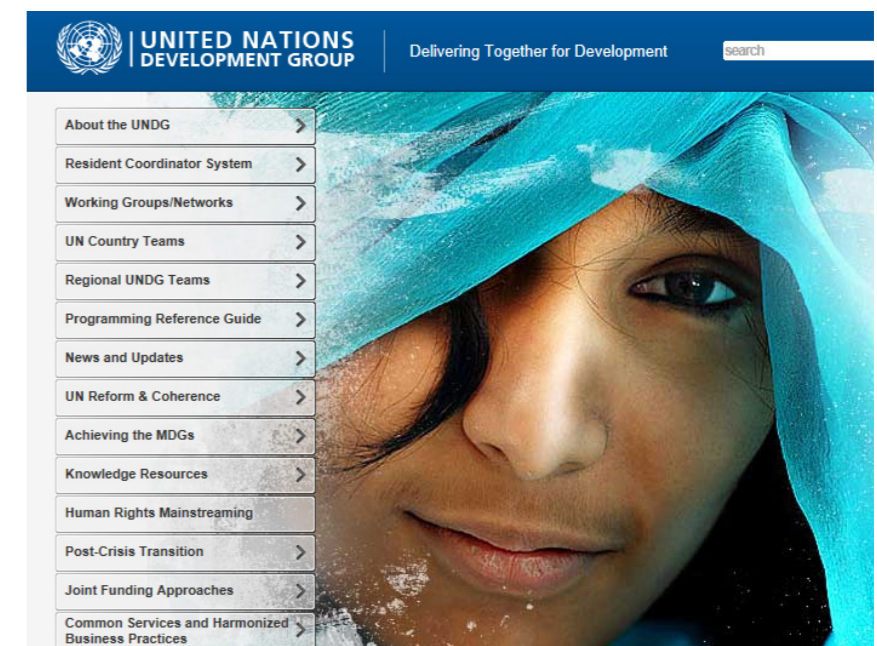 UNITED NATIONS
DEVELOPMENT GROUP
Delivering Together for Development
search
About the UNDG
Resident Coordinator System
Working Groups/Networks
UN Country Teams
Regional UNDG Teams
Programming Reference Guide
News and Updates
UN Reform & Coherence
Achieving the MDGs
Knowledge Resources
Human Rights Mainstreaming
Post-Crisis Transition
Joint Funding Approaches
Common Services and Harmonized
Business Practices